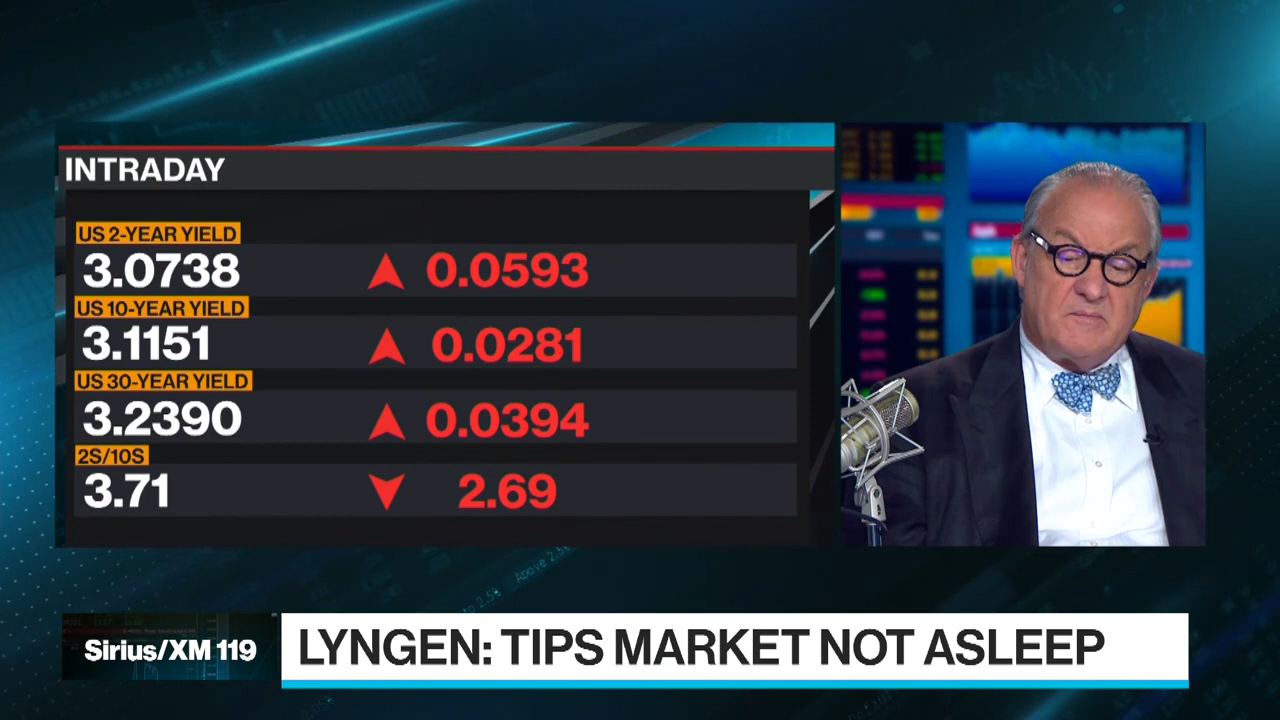 INTRADAY
US 2-YEAR YIELD
3.0738 ▲ 0.0593
US 10-YEAR YIELD
3.1151 ▲ 0.0281
US 30-YEAR YIELD
3.2390 ▲ 0.0394
2S/10S
3.71 ▼ 2.69
Sirius/XM 119
LYNGEN: TIPS MARKET NOT ASLEEP